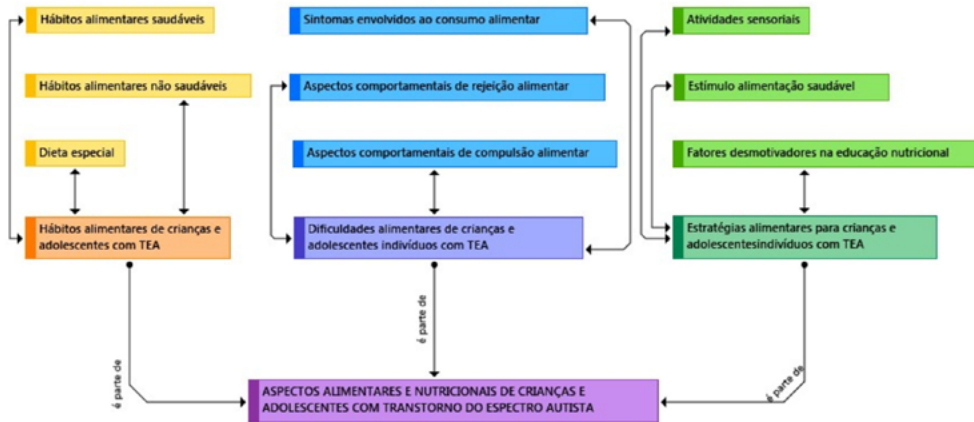 Hábitos alimentares saudáveis
Hábitos alimentares não saudáveis
Dieta especial
Hábitos alimentares de crianças e
adolescentes com TEA
Sintomas envolvidos ao consumo alimentar
Aspectos comportamentais de rejeição alimentar
Aspectos comportamentais de compulsão alimentar
Dificuldades alimentares de crianças e
adolescentes indivíduos com TEA
Atividades sensoriais
Estímulo alimentação saudável
Fatores desmotivadores na educação nutricional
Estratégias alimentares para crianças e
adolescentesindivíduos com TEA
é parte de
é parte de
é parte de
ASPECTOS ALIMENTARES E NUTRICIONAIS DE CRIANÇAS E
ADOLESCENTES COM TRANSTORNO DO ESPECTRO AUTISTA